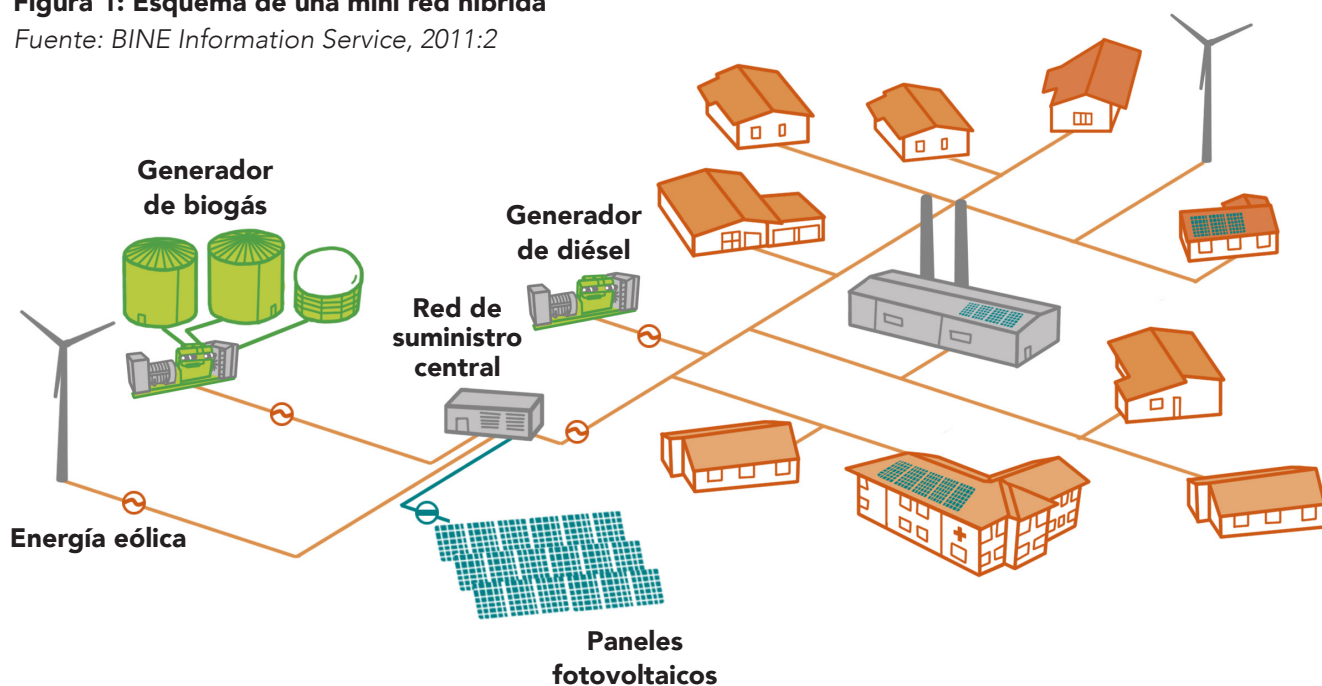 Figura 1: Esquema de una mini red híbrida
Fuente: BINE Information Service, 2011:2
Generador
de biogás
Generador
de diésel
Red de
suministro
central
Energía eólica
Paneles
fotovoltaicos